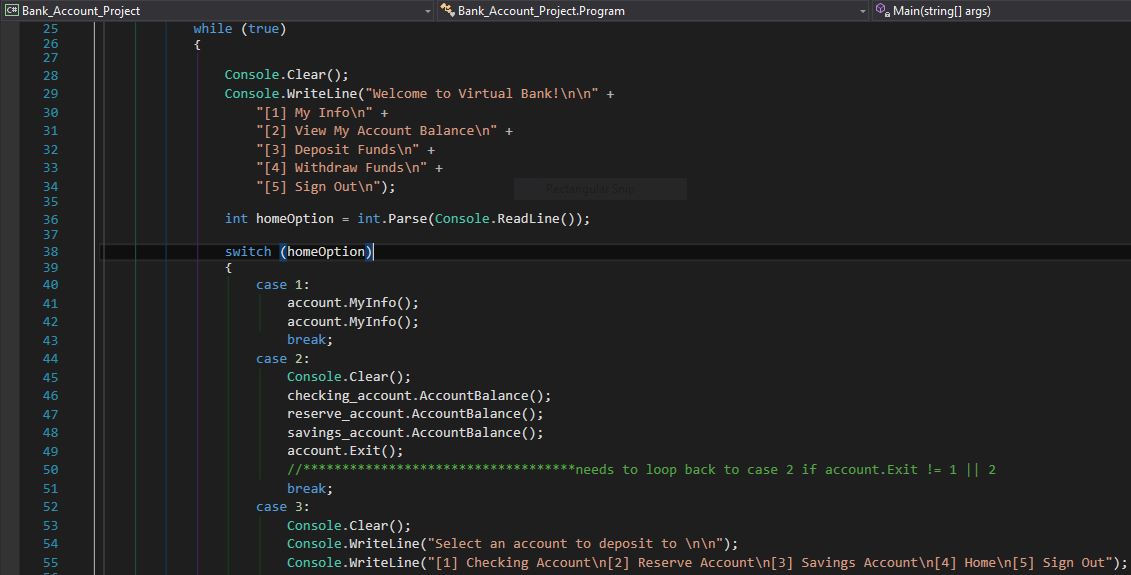 C# Bank_Account_Project Bank_Account_Project.Program Main(string[] args)
25 while (true)
26 {
27
28 Console.Clear();
29 Console.WriteLine("Welcome to Virtual Bank!\n\n" +
30 "[1] My Info\n" +
31 "[2] View My Account Balance\n" +
32 "[3] Deposit Funds\n" +
33 "[4] Withdraw Funds\n" +
34 "[5] Sign Out\n");
Rectangular Snip
35
36 int homeOption = int.Parse(Console.ReadLine());
37
38 switch (homeOption)
39 {
40 case 1:
41 account.MyInfo();
42 account.MyInfo();
43 break;
44 case 2:
45 Console.Clear();
46 checking_account.AccountBalance();
47 reserve_account.AccountBalance();
48 savings_account.AccountBalance();
49 account.Exit();
50 //***********************************needs to loop back to case 2 if account.Exit != 1 || 2
51 break;
52 case 3:
53 Console.Clear();
54 Console.WriteLine("Select an account to deposit to \n\n");
55 Console.WriteLine("[1] Checking Account\n[2] Reserve Account\n[3] Savings Account\n[4] Home\n[5] Sign Out");